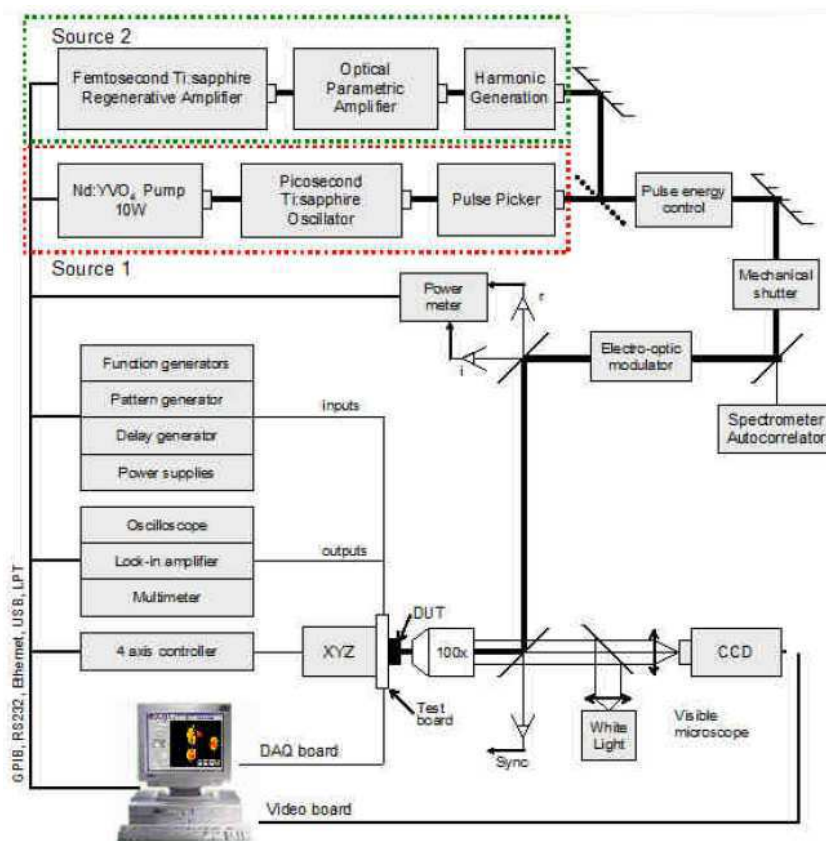 Source 2
Femtosecond Ti:sapphire
Regenerative Amplifier
Optical
Parametric
Amplifier
Harmonic
Generation
Nd:YVO4 Pump
10W
Picosecond
Ti:sapphire
Oscillator
Pulse Picker
Pulse energy
control
Source 1
Power
meter
r
i
Mechanical
shutter
Electro-optic
modulator
Spectrometer
Autocorrelator
Function generators
Pattern generator
Delay generator
Power supplies
inputs
Oscilloscope
Lock-in amplifier
Multimeter
outputs
4 axis controller
XYZ
DUT
100x
CCD
Test
board
White
Light
Visible
microscope
Sync
DAQ board
Video board
GPIB, RS232, Ethernet, USB, LPT